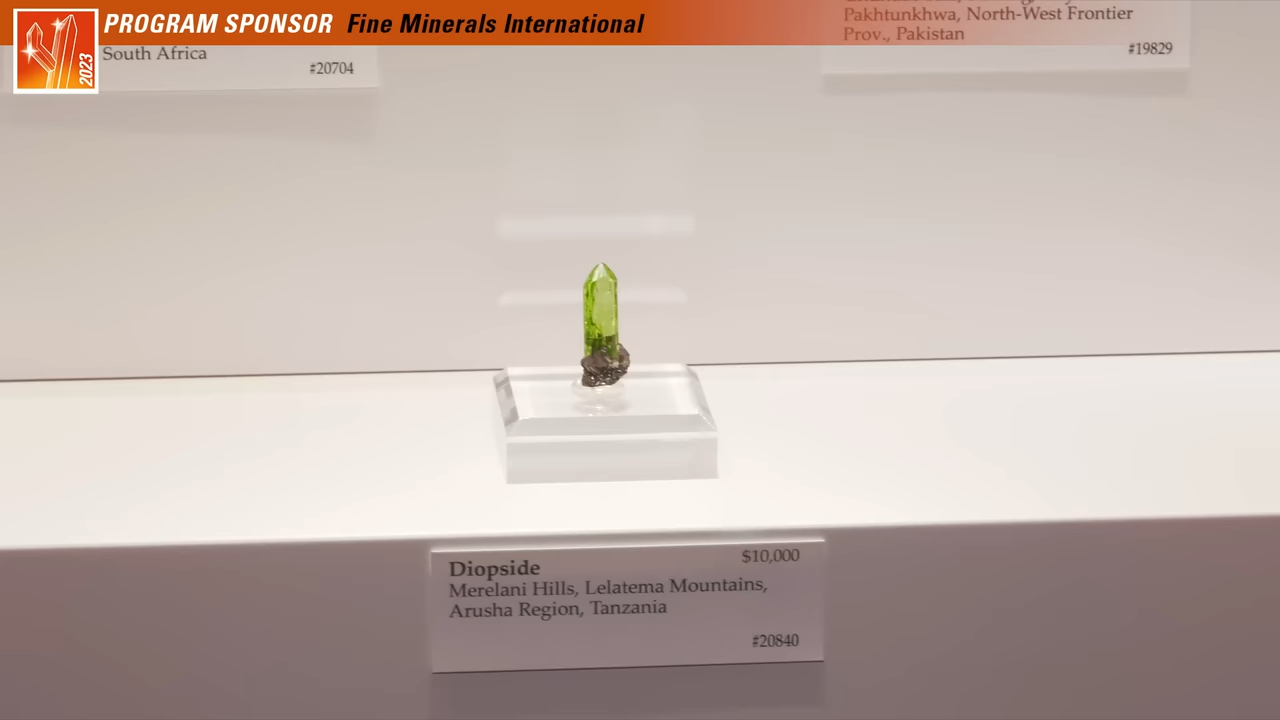 PROGRAM SPONSOR Fine Minerals International
2023
South Africa
#20704
Pakhtunkhwa, North-West Frontier
Prov., Pakistan
#19829
Diopside
$10,000
Merelani Hills, Lelatema Mountains,
Arusha Region, Tanzania
#20840